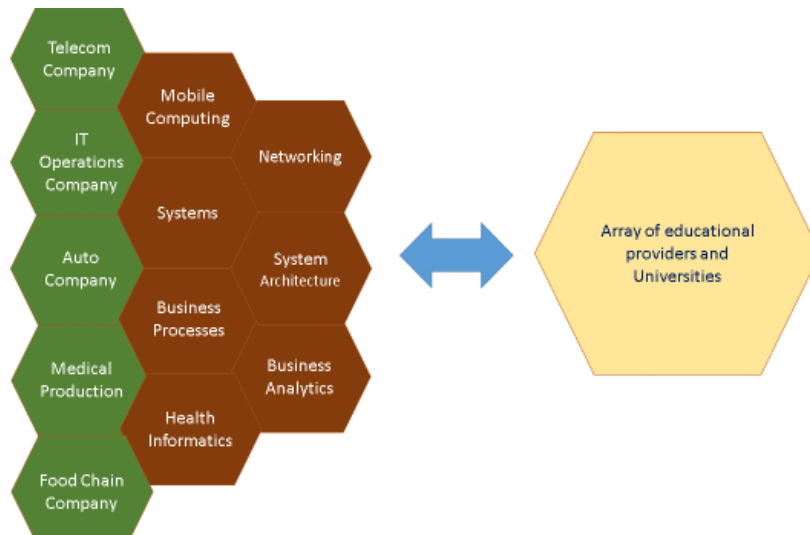 Telecom
Company
IT
Operations
Company
Auto
Company
Medical
Production
Food Chain
Company
Mobile
Computing
Systems
Business
Processes
Health
Informatics
Networking
System
Architecture
Business
Analytics
Array of educational
providers and
Universities